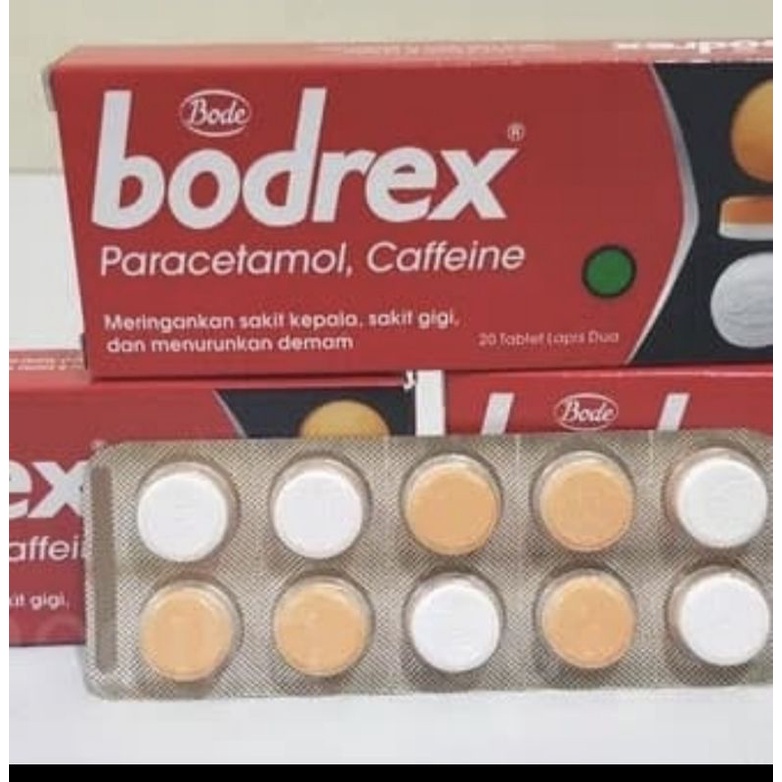 Bode
bodrex®
Paracetamol, Caffeine
Meringankan sakit kepala, sakit gigi,
dan menurunkan demam
20 Tablet Lapis Dua
Bode
ex
affei
kit gigi,